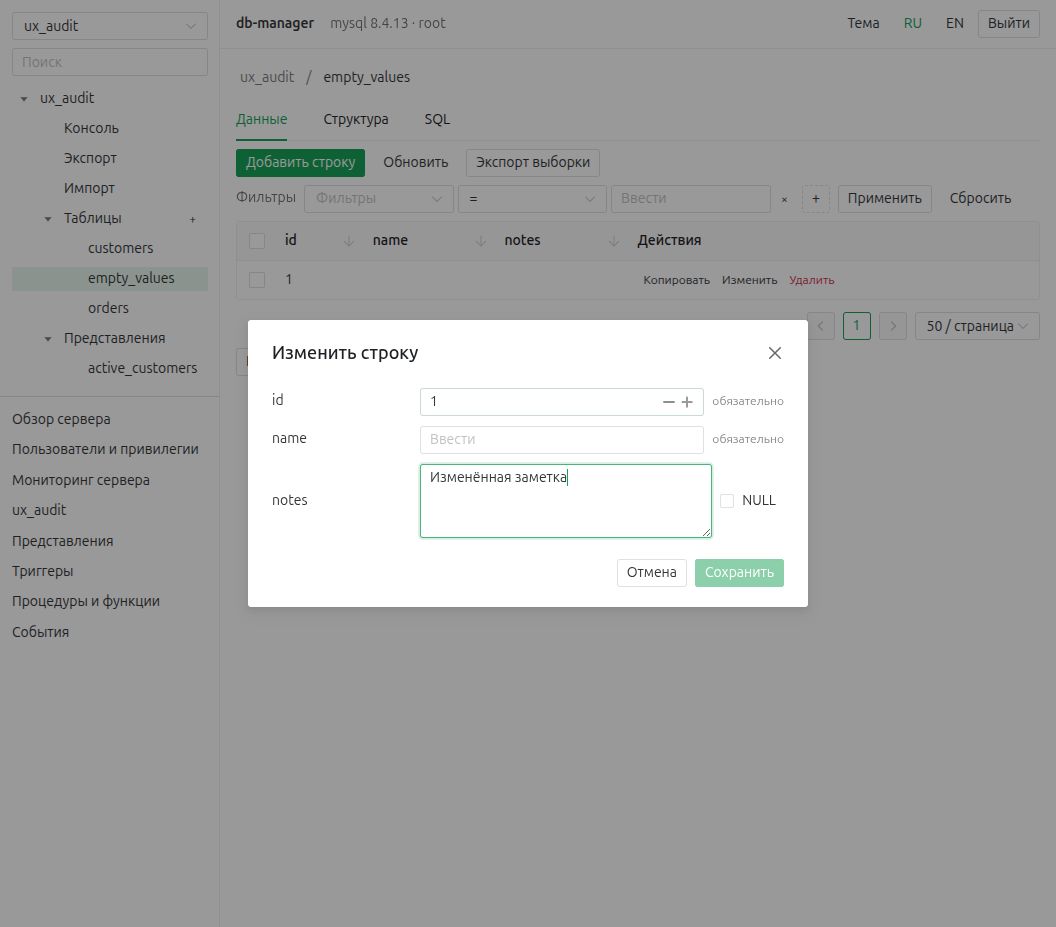 ux_audit
db-manager mysql 8.4.13 · root Тема RU EN Выйти
Поиск
ux_audit
Консоль
Экспорт
Импорт
Таблицы +
customers
empty_values
orders
Представления
active_customers
Обзор сервера
Пользователи и привилегии
Мониторинг сервера
ux_audit
Представления
Триггеры
Процедуры и функции
События
ux_audit / empty_values
Данные Структура SQL
Добавить строку Обновить Экспорт выборки
Фильтры Фильтры = Ввести × + Применить Сбросить
id name notes Действия
1 Копировать Изменить Удалить
1 50 / страница
Изменить строку
id 1 обязательно
name Ввести обязательно
notes Изменённая заметка NULL
Отмена Сохранить